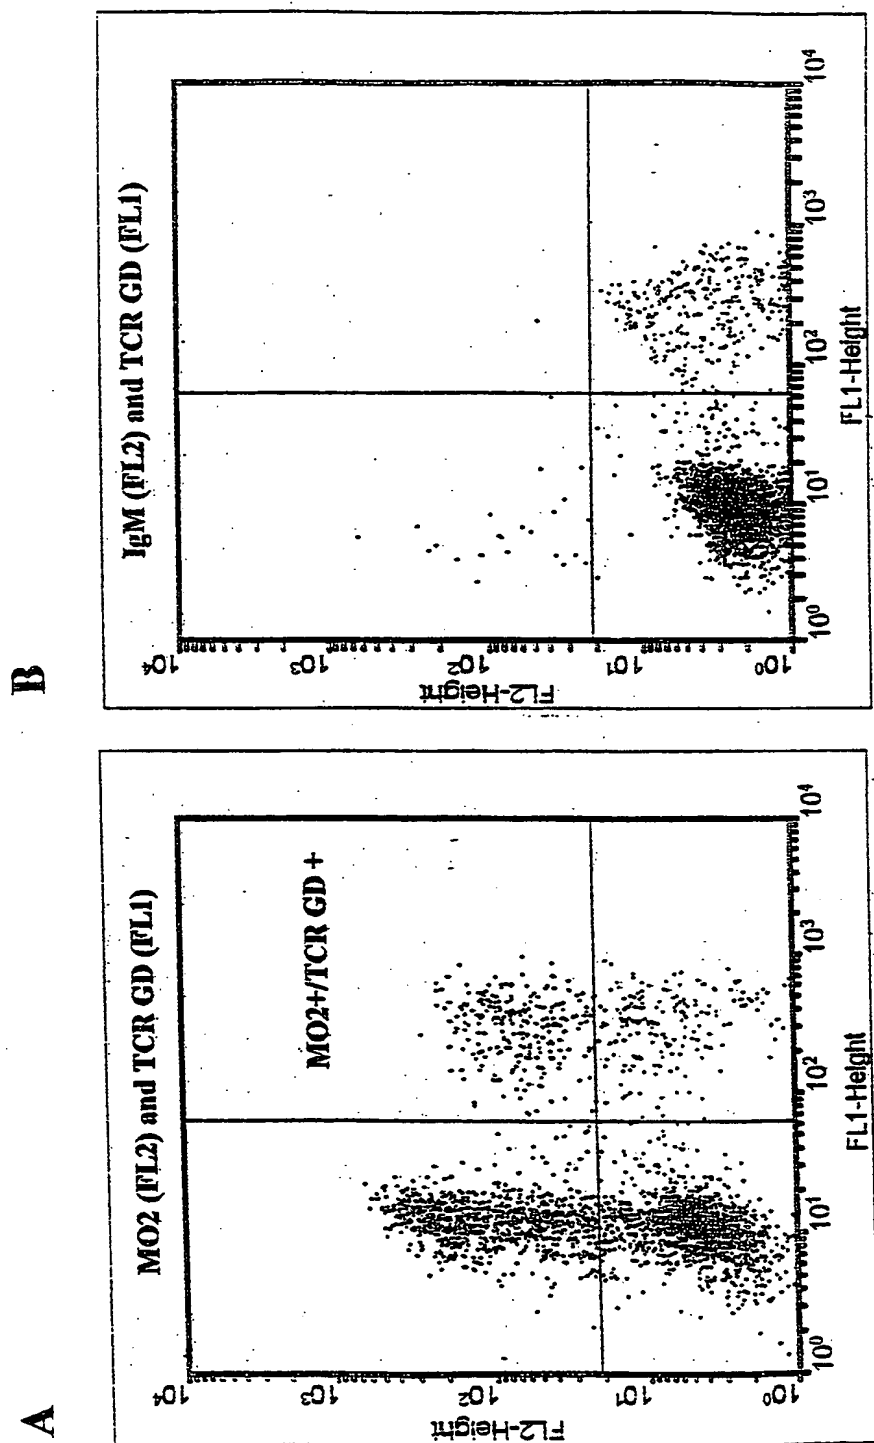 A
MO2 (FL2) and TCR GD (FL1)
MO2+/TCR GD +
10⁴
10³
10²
10¹
10⁰
FL2-Height
10⁰
10¹
10²
10³
10⁴
FL1-Height
B
IgM (FL2) and TCR GD (FL1)
10⁴
10³
10²
10¹
10⁰
FL2-Height
10⁰
10¹
10²
10³
10⁴
FL1-Height